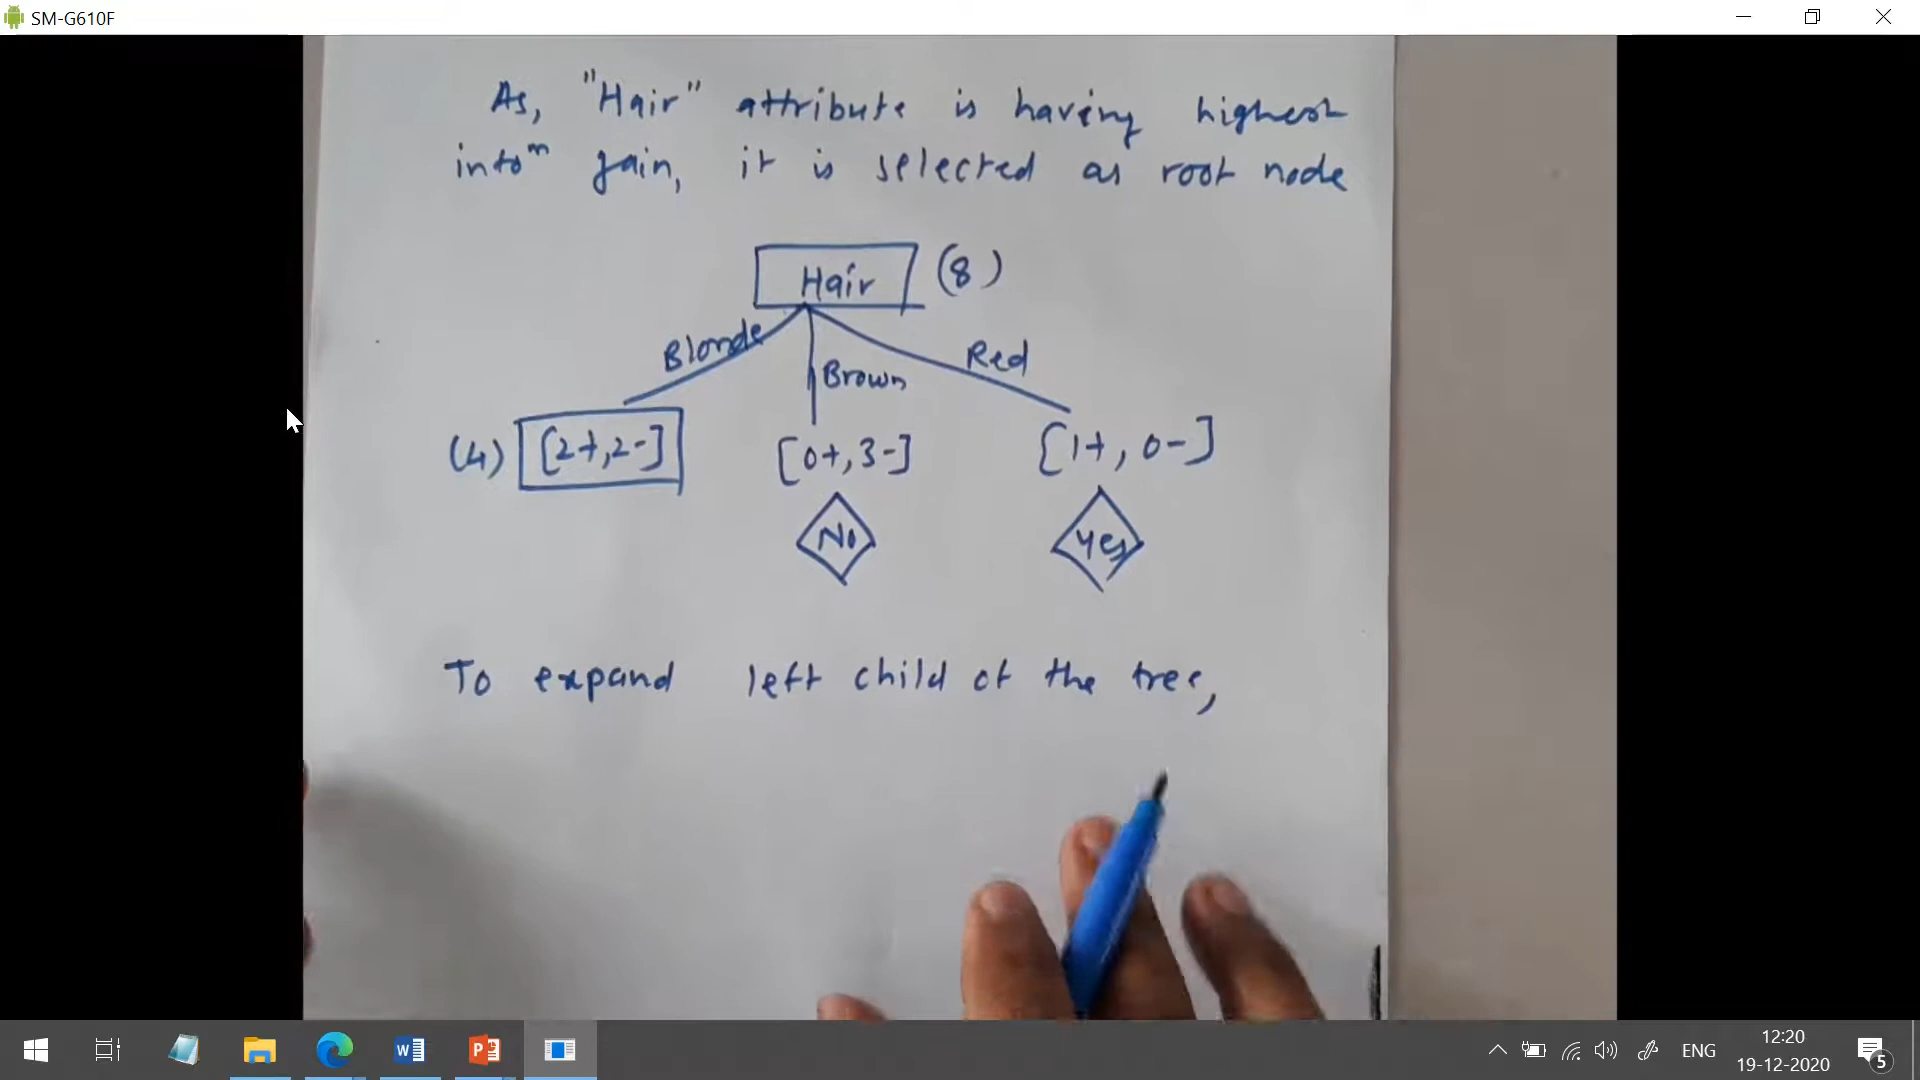 SM-G610F
As, "Hair" attribute is having highest
infoᵐ gain, it is selected as root node
Hair (8)
Blonde Brown Red
(4) [2+,2-] [0+,3-] [1+, 0-]
No Yes
To expand left child of the tree,
ENG
12:20
19-12-2020
5